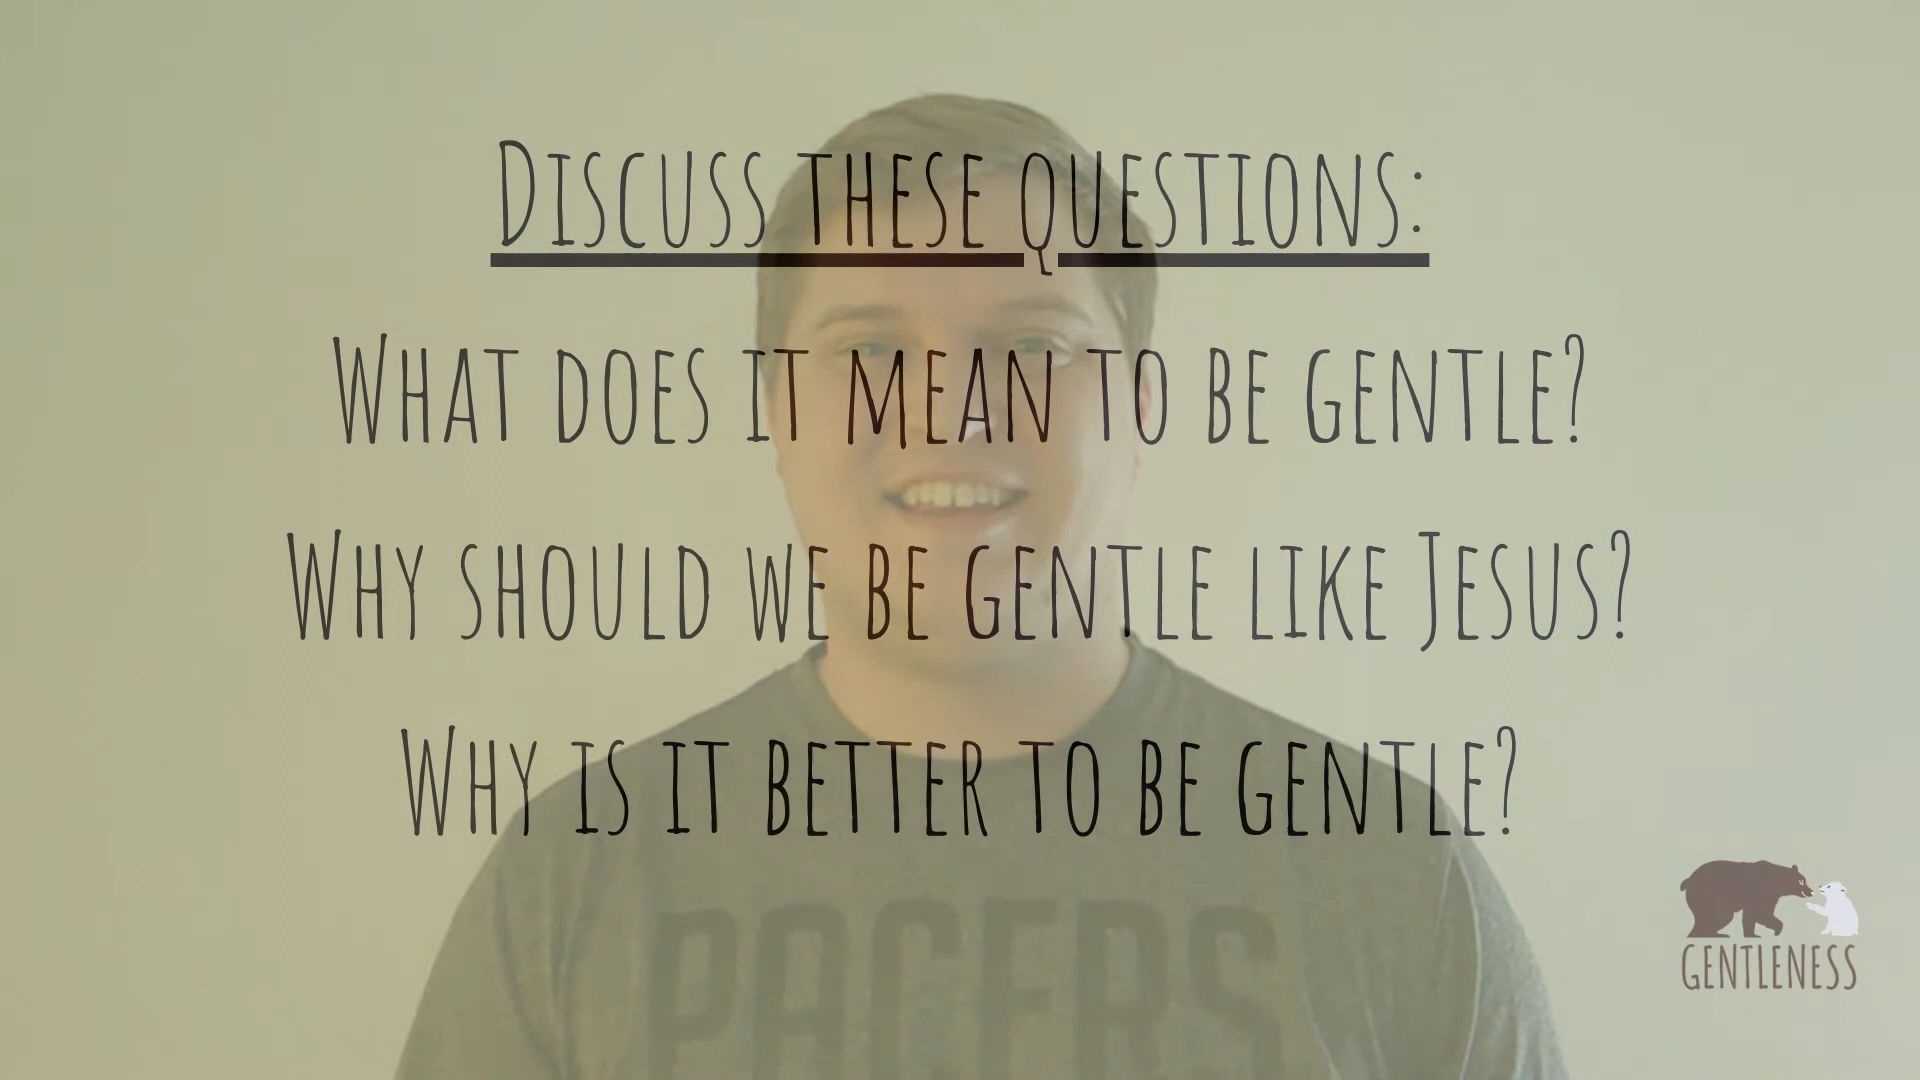 Discuss these questions:
What does it mean to be gentle?
Why should we be gentle like Jesus?
Why is it better to be gentle?
PACERS
GENTLENESS